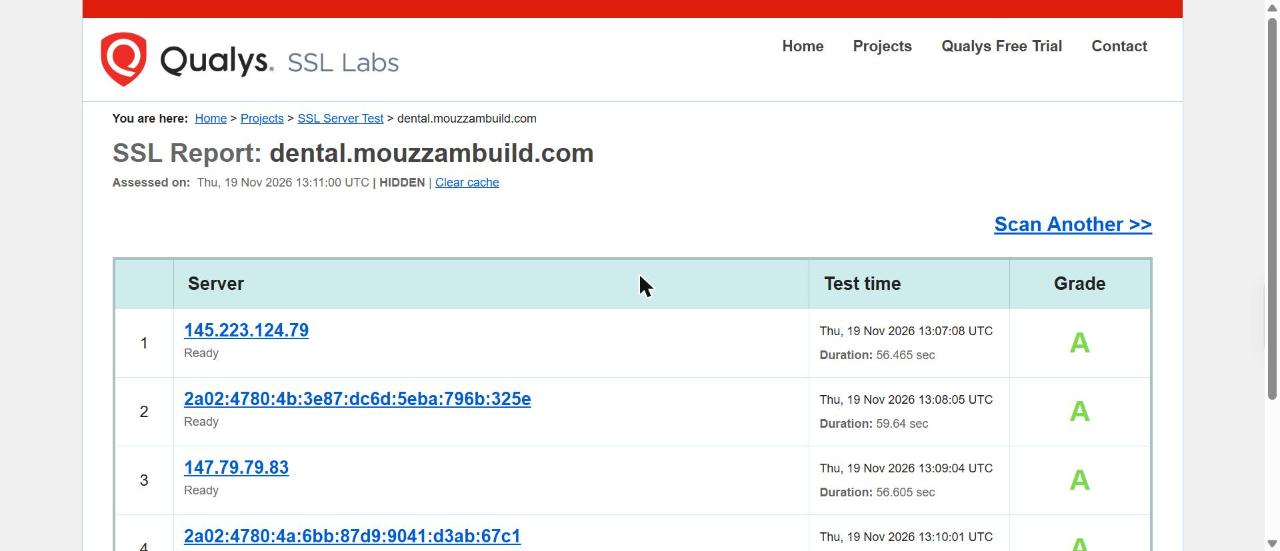 Qualys. SSL Labs
Home Projects Qualys Free Trial Contact
You are here: Home > Projects > SSL Server Test > dental.mouzzambuild.com
SSL Report: dental.mouzzambuild.com
Assessed on: Thu, 19 Nov 2026 13:11:00 UTC | HIDDEN | Clear cache
Scan Another >>
Server Test time Grade
1 145.223.124.79 Thu, 19 Nov 2026 13:07:08 UTC A
Ready Duration: 56.465 sec
2 2a02:4780:4b:3e87:dc6d:5eba:796b:325e Thu, 19 Nov 2026 13:08:05 UTC A
Ready Duration: 59.64 sec
3 147.79.79.83 Thu, 19 Nov 2026 13:09:04 UTC A
Ready Duration: 56.605 sec
4 2a02:4780:4a:6bb:87d9:9041:d3ab:67c1 Thu, 19 Nov 2026 13:10:01 UTC A